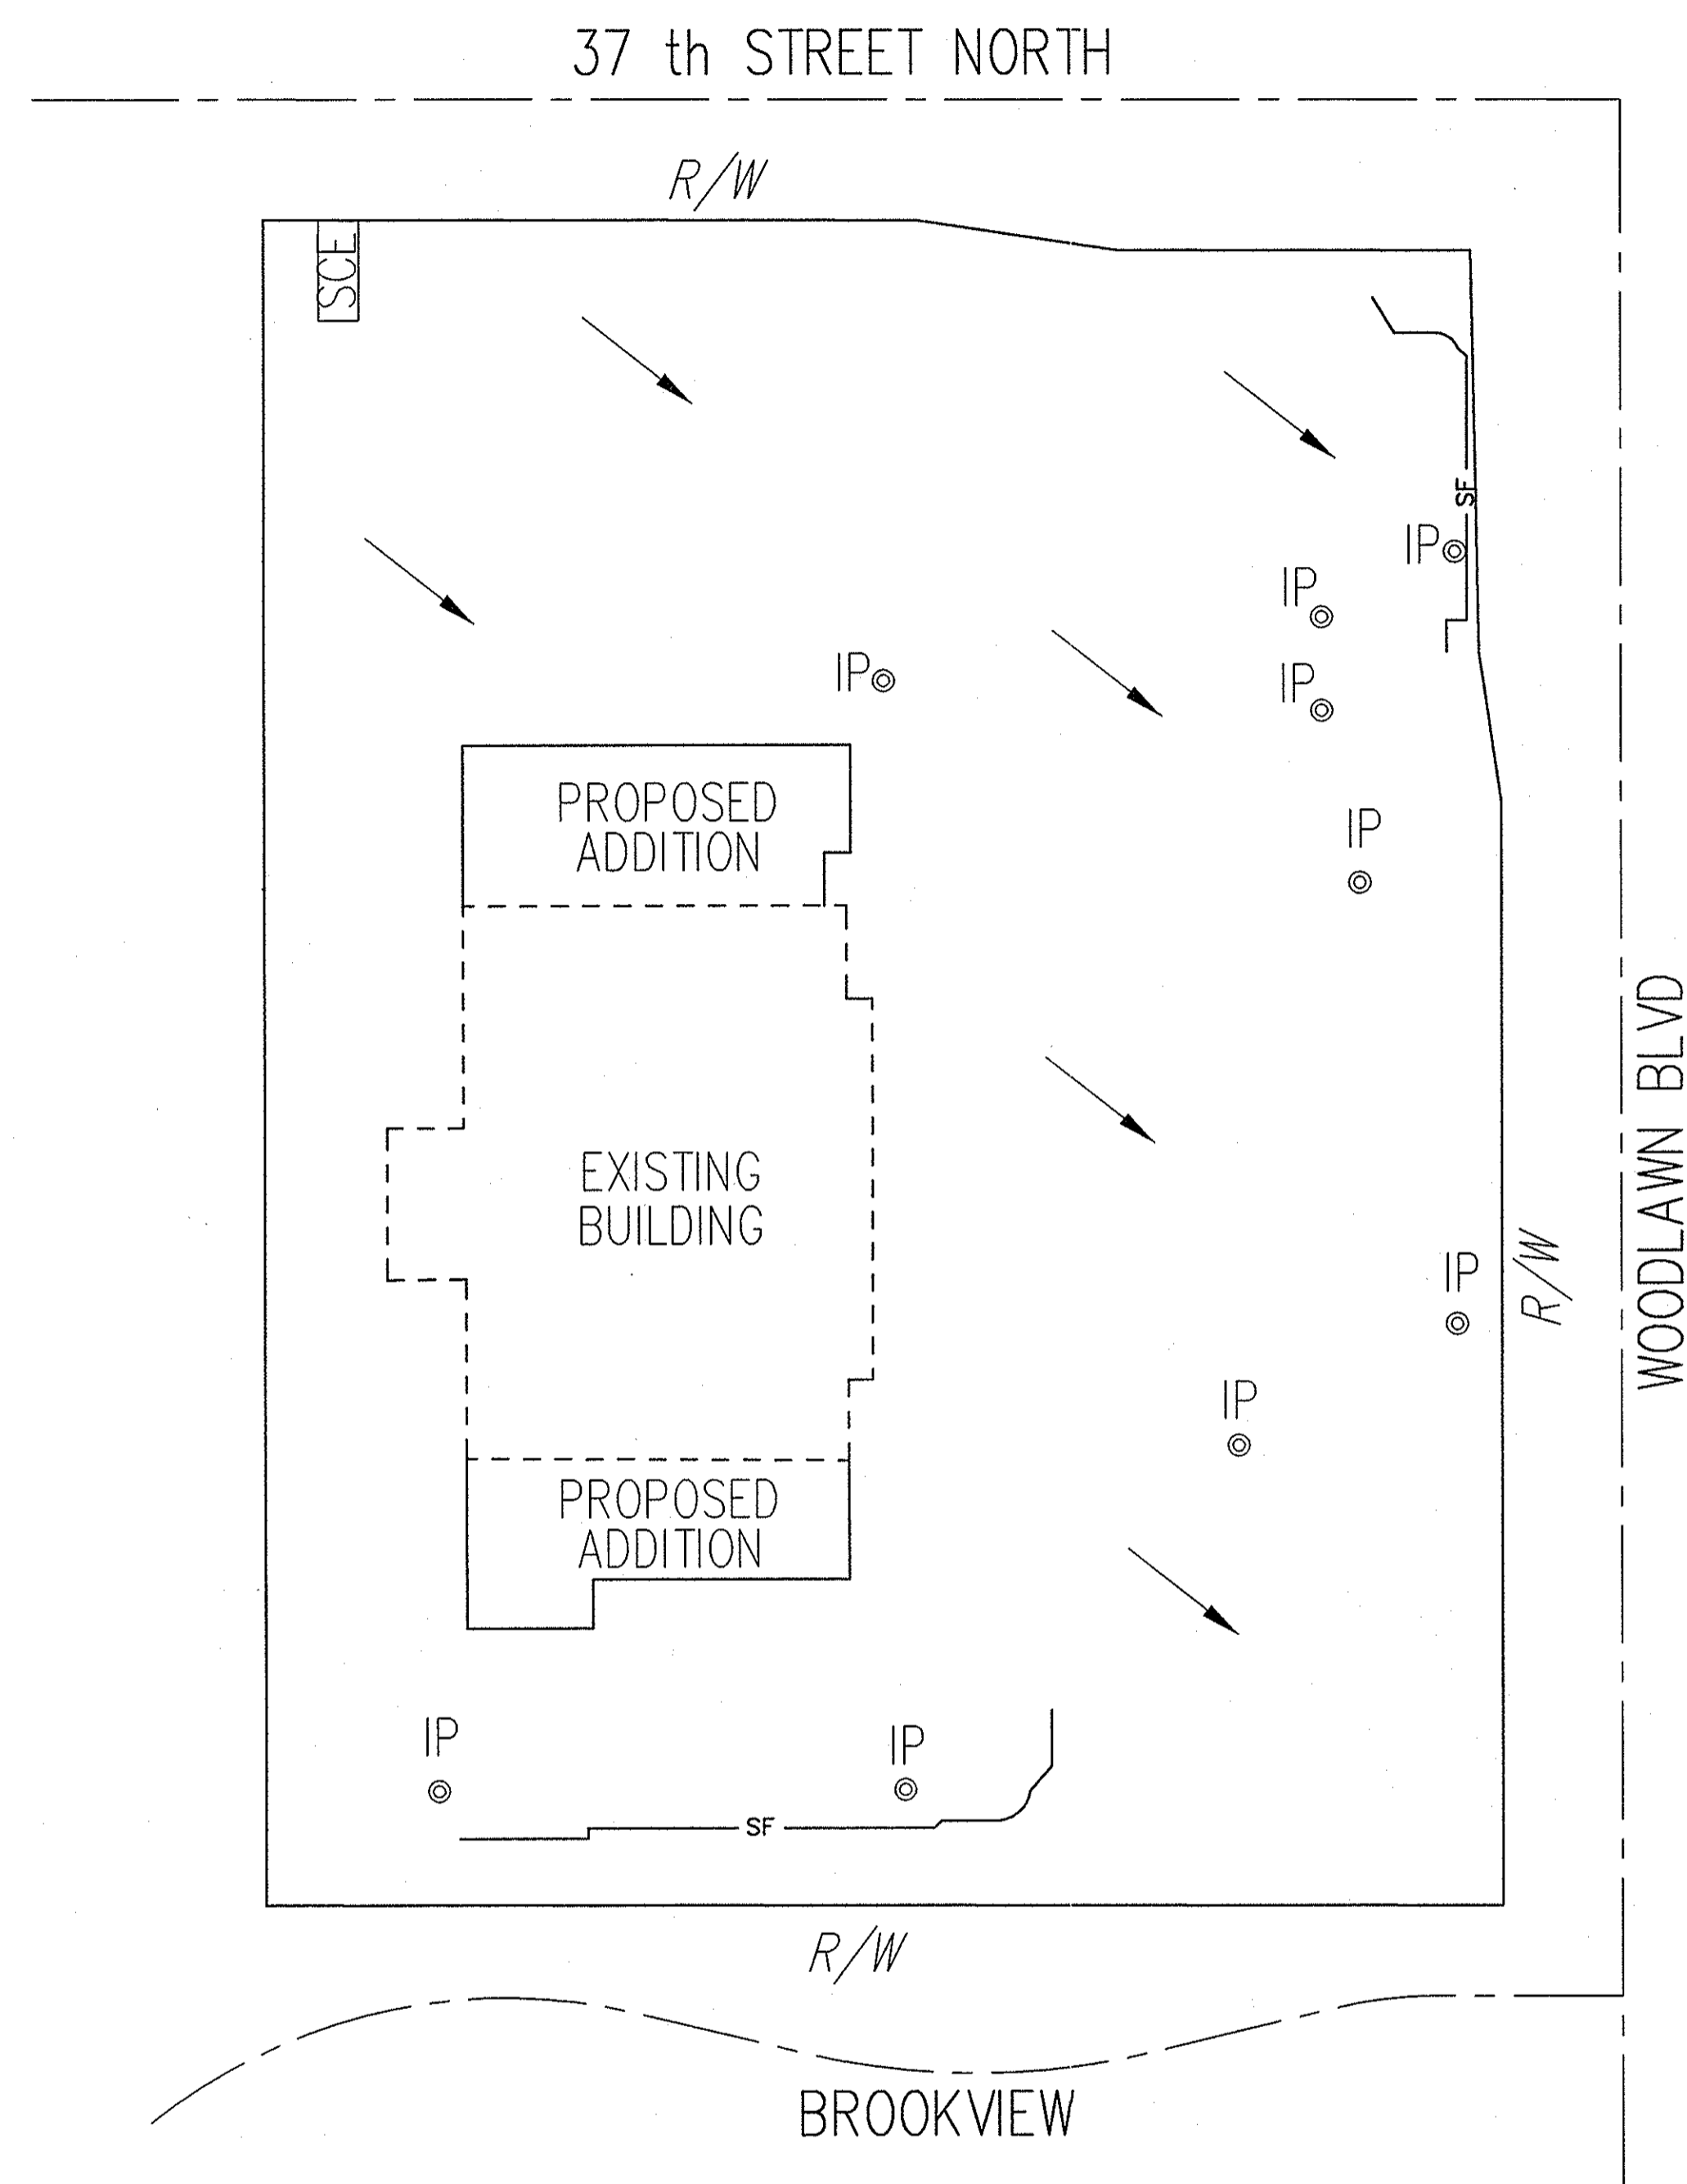 37 th STREET NORTH
R/W
SCE
SF
IP
IP
IP
IP
PROPOSED
ADDITION
IP
WOODLAWN BLVD
EXISTING
BUILDING
R/W
IP
IP
PROPOSED
ADDITION
IP
IP
SF
R/W
BROOKVIEW